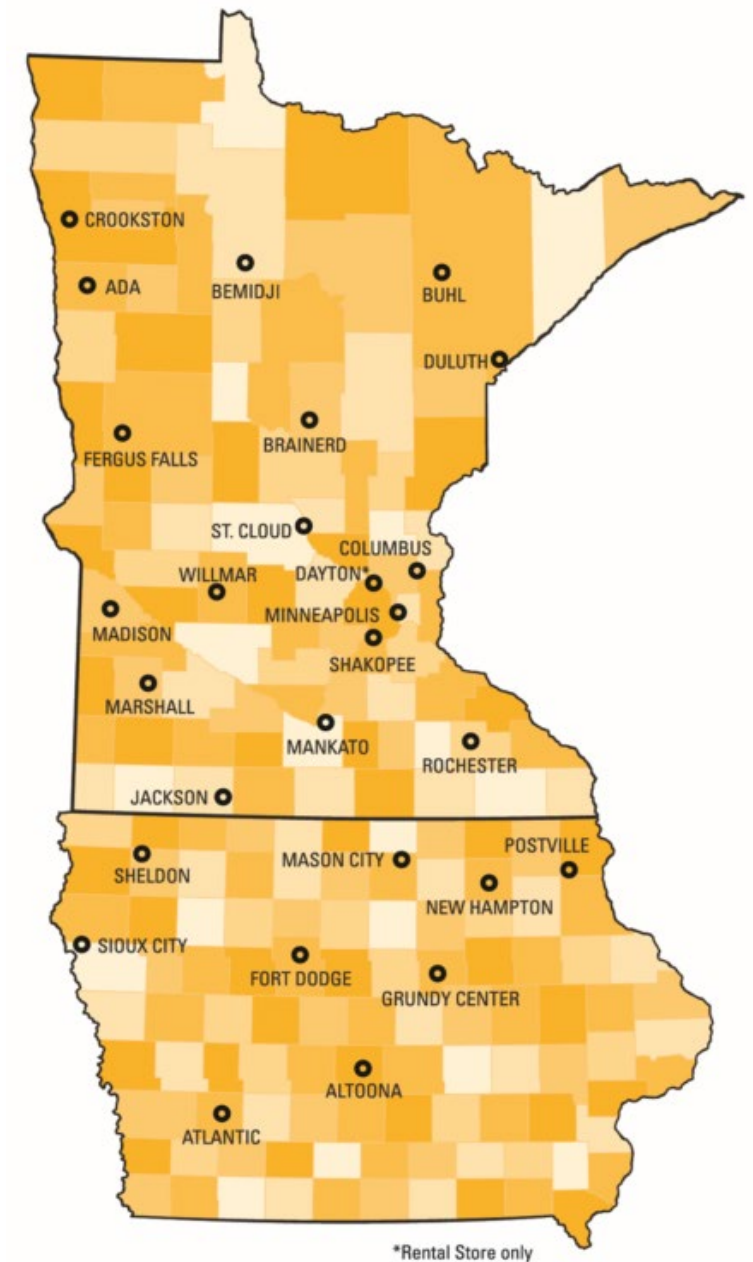 CROOKSTON
ADA
BEMIDJI
BUHL
DULUTH
BRAINERD
FERGUS FALLS
ST. CLOUD
COLUMBUS
WILLMAR
DAYTON*
MINNEAPOLIS
MADISON
SHAKOPEE
MARSHALL
MANKATO
ROCHESTER
JACKSON
POSTVILLE
MASON CITY
SHELDON
NEW HAMPTON
SIOUX CITY
FORT DODGE
GRUNDY CENTER
ALTOONA
ATLANTIC
*Rental Store only